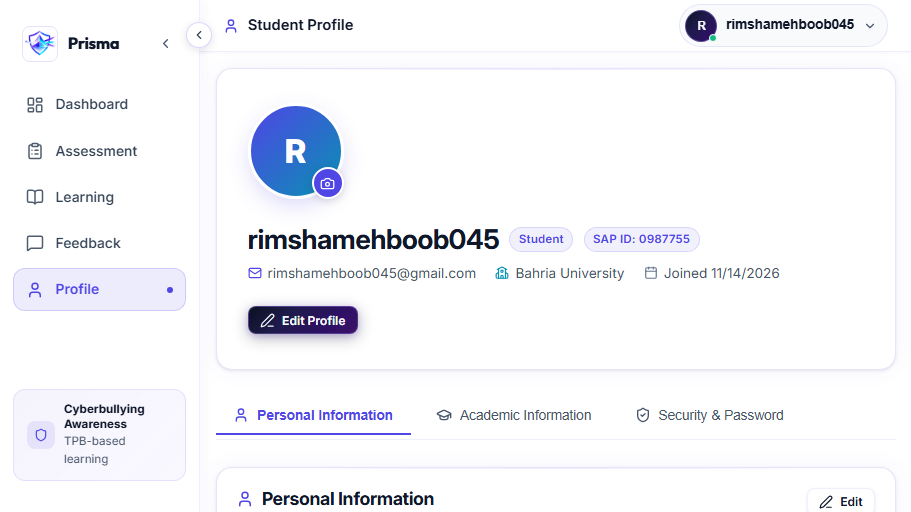 Prisma
Dashboard
Assessment
Learning
Feedback
Profile
Cyberbullying
Awareness
TPB-based
learning
Student Profile
R
rimshamehboob045
R
rimshamehboob045
Student
SAP ID: 0987755
rimshamehboob045@gmail.com
Bahria University
Joined 11/14/2026
Edit Profile
Personal Information
Academic Information
Security & Password
Personal Information
Edit